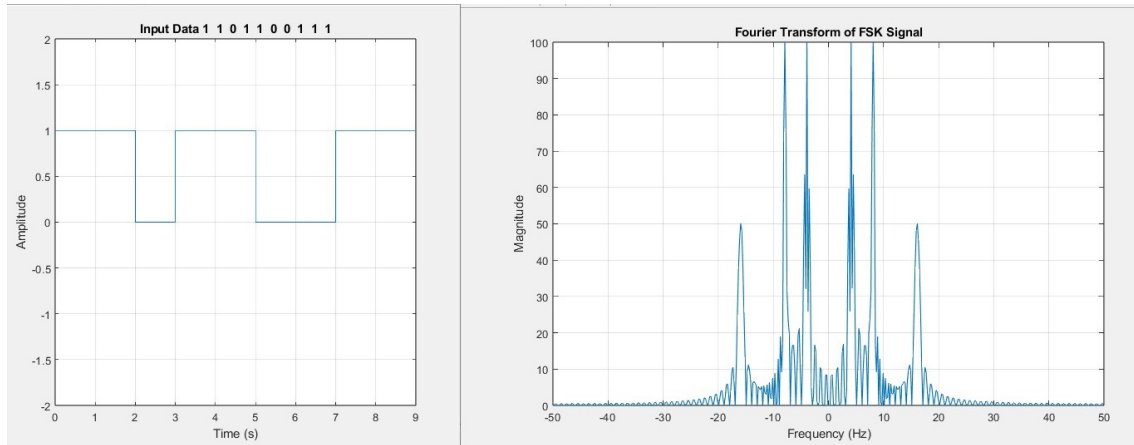 Input Data 1 1 0 1 1 0 0 1 1 1
2
1.5
1
0.5
0
-0.5
-1
-1.5
-2
0 1 2 3 4 5 6 7 8 9
Time (s)
Amplitude
Fourier Transform of FSK Signal
100
90
80
70
60
50
40
30
20
10
0
-50 -40 -30 -20 -10 0 10 20 30 40 50
Frequency (Hz)
Magnitude